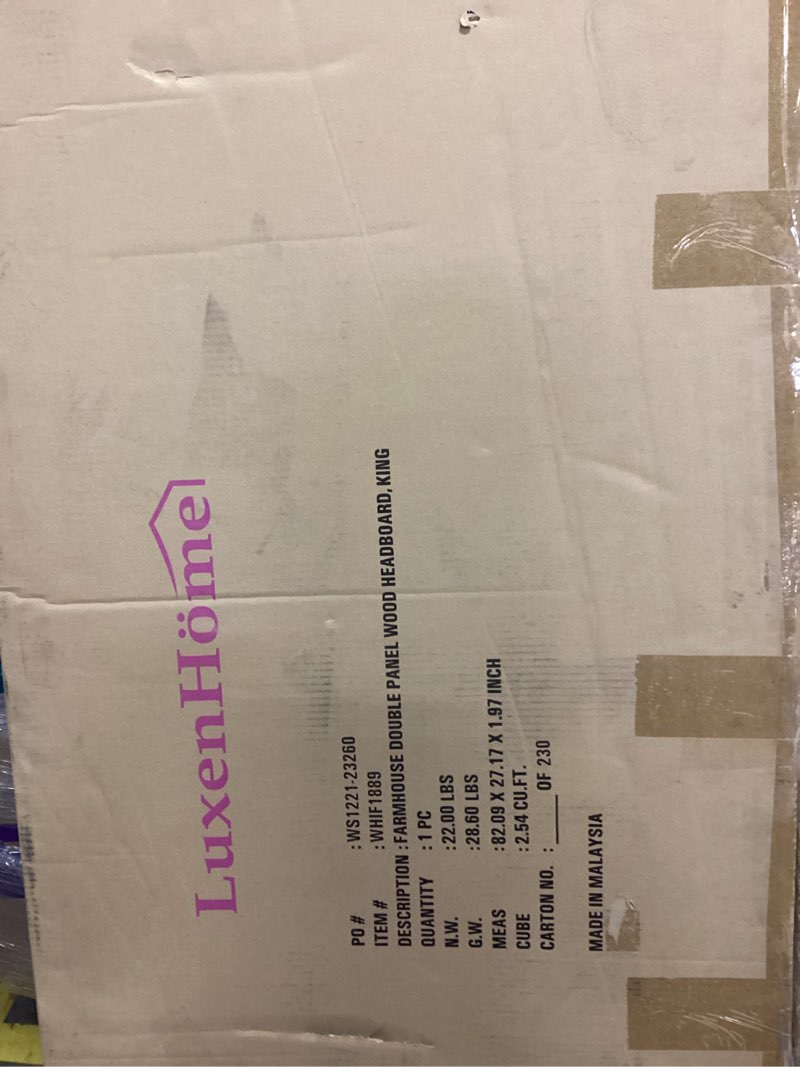 LuxenHöme
PO # : WS1221-23260
ITEM # : WHIF1889
DESCRIPTION : FARMHOUSE DOUBLE PANEL WOOD HEADBOARD, KING
QUANTITY : 1 PC
N.W. : 22.00 LBS
G.W. : 28.60 LBS
MEAS : 82.09 X 27.17 X 1.97 INCH
CUBE : 2.54 CU.FT.
CARTON NO. : _____ OF 230
MADE IN MALAYSIA